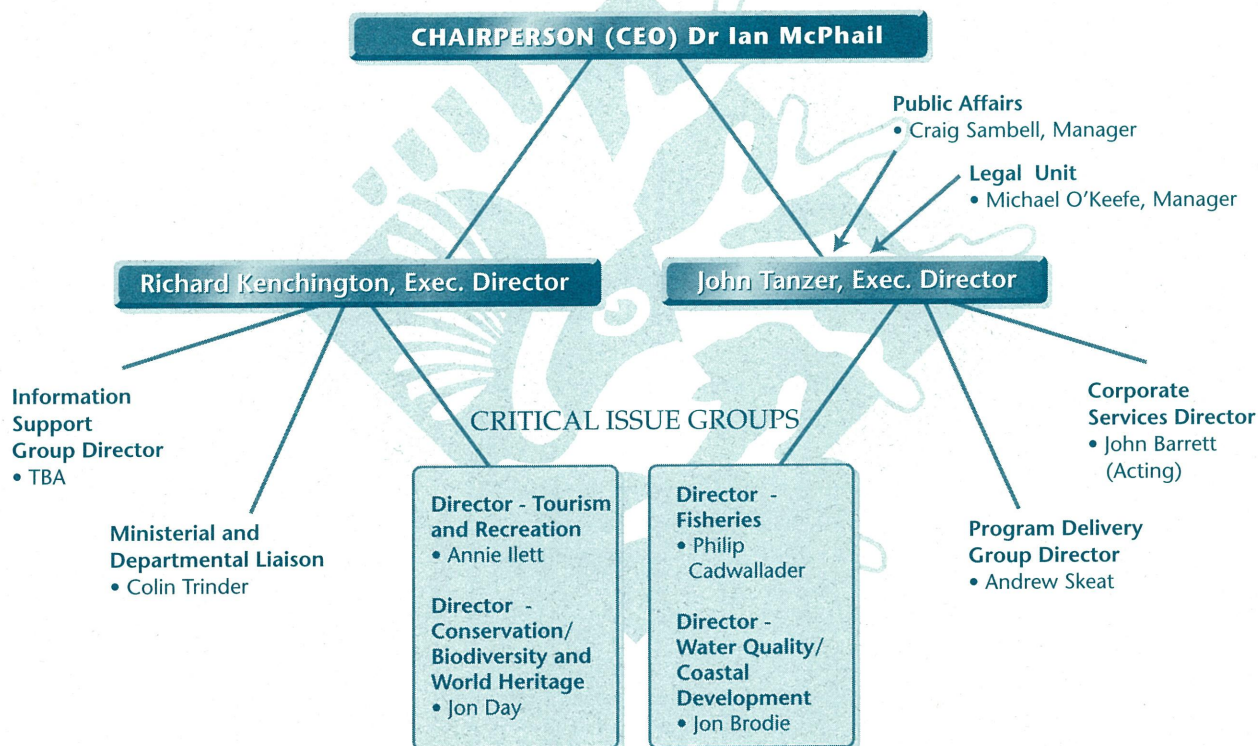 CHAIRPERSON (CEO) Dr Ian McPhail
Public Affairs
• Craig Sambell, Manager
Legal Unit
• Michael O'Keefe, Manager
Richard Kenchington, Exec. Director
John Tanzer, Exec. Director
Information
Support
Group Director
• TBA
Ministerial and
Departmental Liaison
• Colin Trinder
CRITICAL ISSUE GROUPS
Director - Tourism
and Recreation
• Annie Ilett
Director -
Conservation/
Biodiversity and
World Heritage
• Jon Day
Director -
Fisheries
• Philip
Cadwallader
Director -
Water Quality/
Coastal
Development
• Jon Brodie
Corporate
Services Director
• John Barrett
(Acting)
Program Delivery
Group Director
• Andrew Skeat